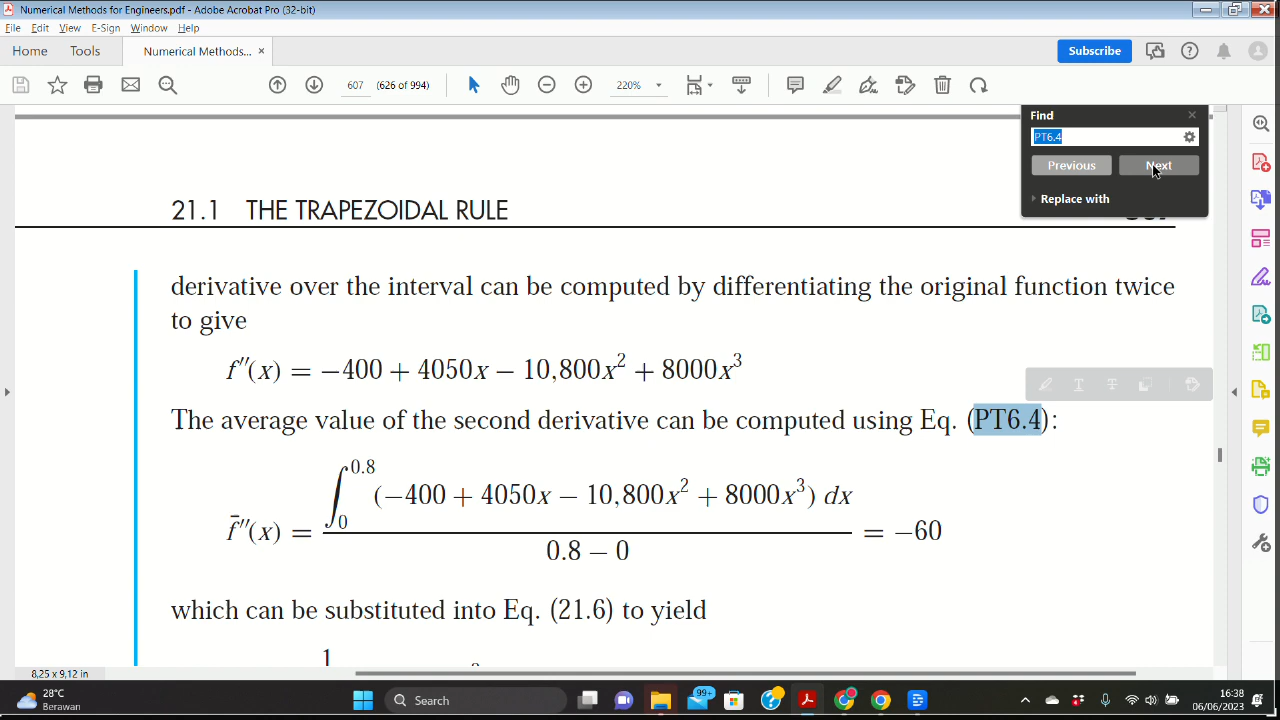 Numerical Methods for Engineers.pdf - Adobe Acrobat Pro (32-bit)
File Edit View E-Sign Window Help
Home Tools Numerical Methods... × Subscribe
607 (626 of 994) 220%
Find
PT6.4
Previous Next
Replace with
21.1 THE TRAPEZOIDAL RULE
derivative over the interval can be computed by differentiating the original function twice
to give
f″(x) = −400 + 4050x − 10,800x² + 8000x³
The average value of the second derivative can be computed using Eq. (PT6.4):
f̄″(x) = ∫₀^0.8 (−400 + 4050x − 10,800x² + 8000x³) dx / (0.8 − 0) = −60
which can be substituted into Eq. (21.6) to yield
8,25 x 9,12 in
28°C
Berawan
Search
99+
16:38
06/06/2023